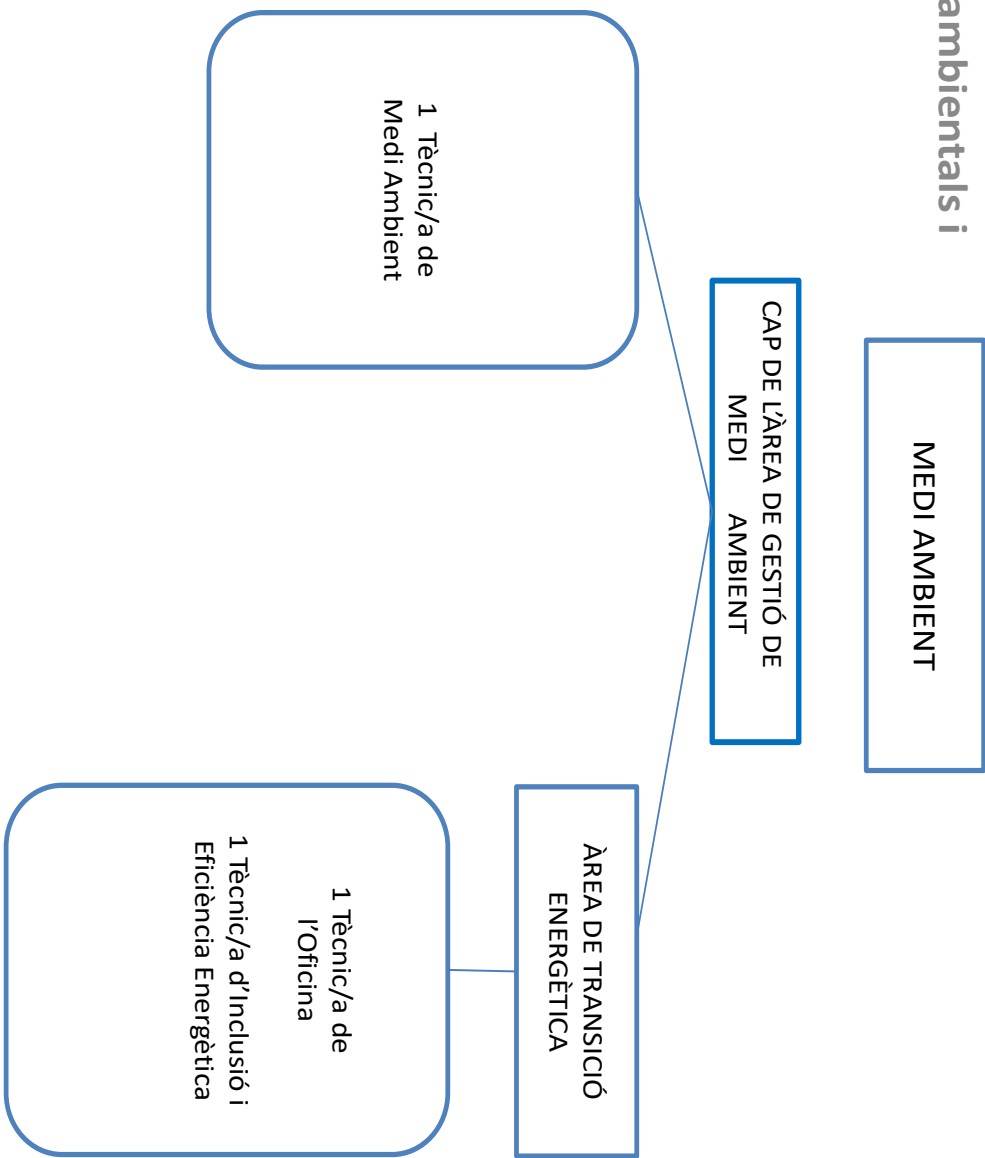 ambientals i
MEDI AMBIENT
CAP DE L'ÀREA DE GESTIÓ DE
MEDI AMBIENT
1 Tècnic/a de
Medi Ambient
ÀREA DE TRANSICIÓ
ENERGÈTICA
1 Tècnic/a de
l'Oficina
1 Tècnic/a d'Inclusió i
Eficiència Energètica